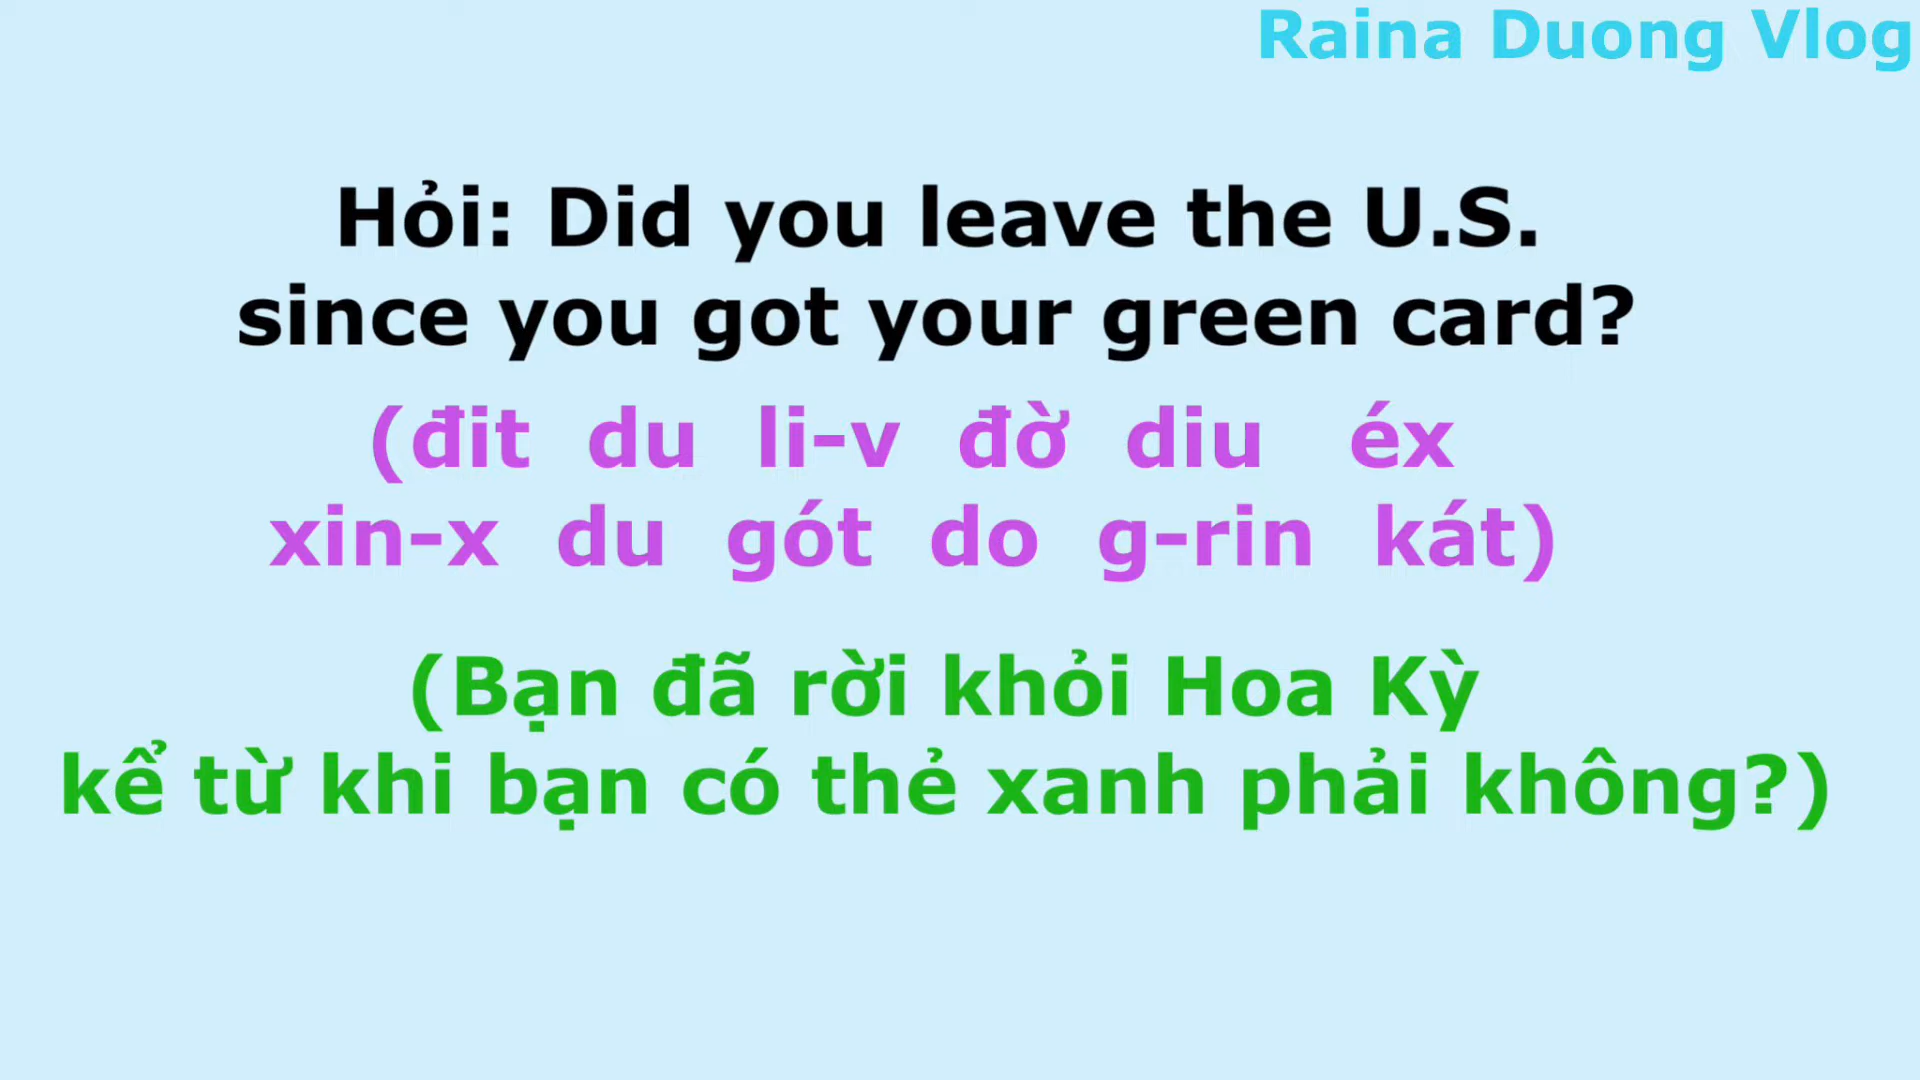 Raina Duong Vlog
Hỏi: Did you leave the U.S.
since you got your green card?
(đit du li-v đờ diu éx
xin-x du gót do g-rin kát)
(Bạn đã rời khỏi Hoa Kỳ
kể từ khi bạn có thẻ xanh phải không?)